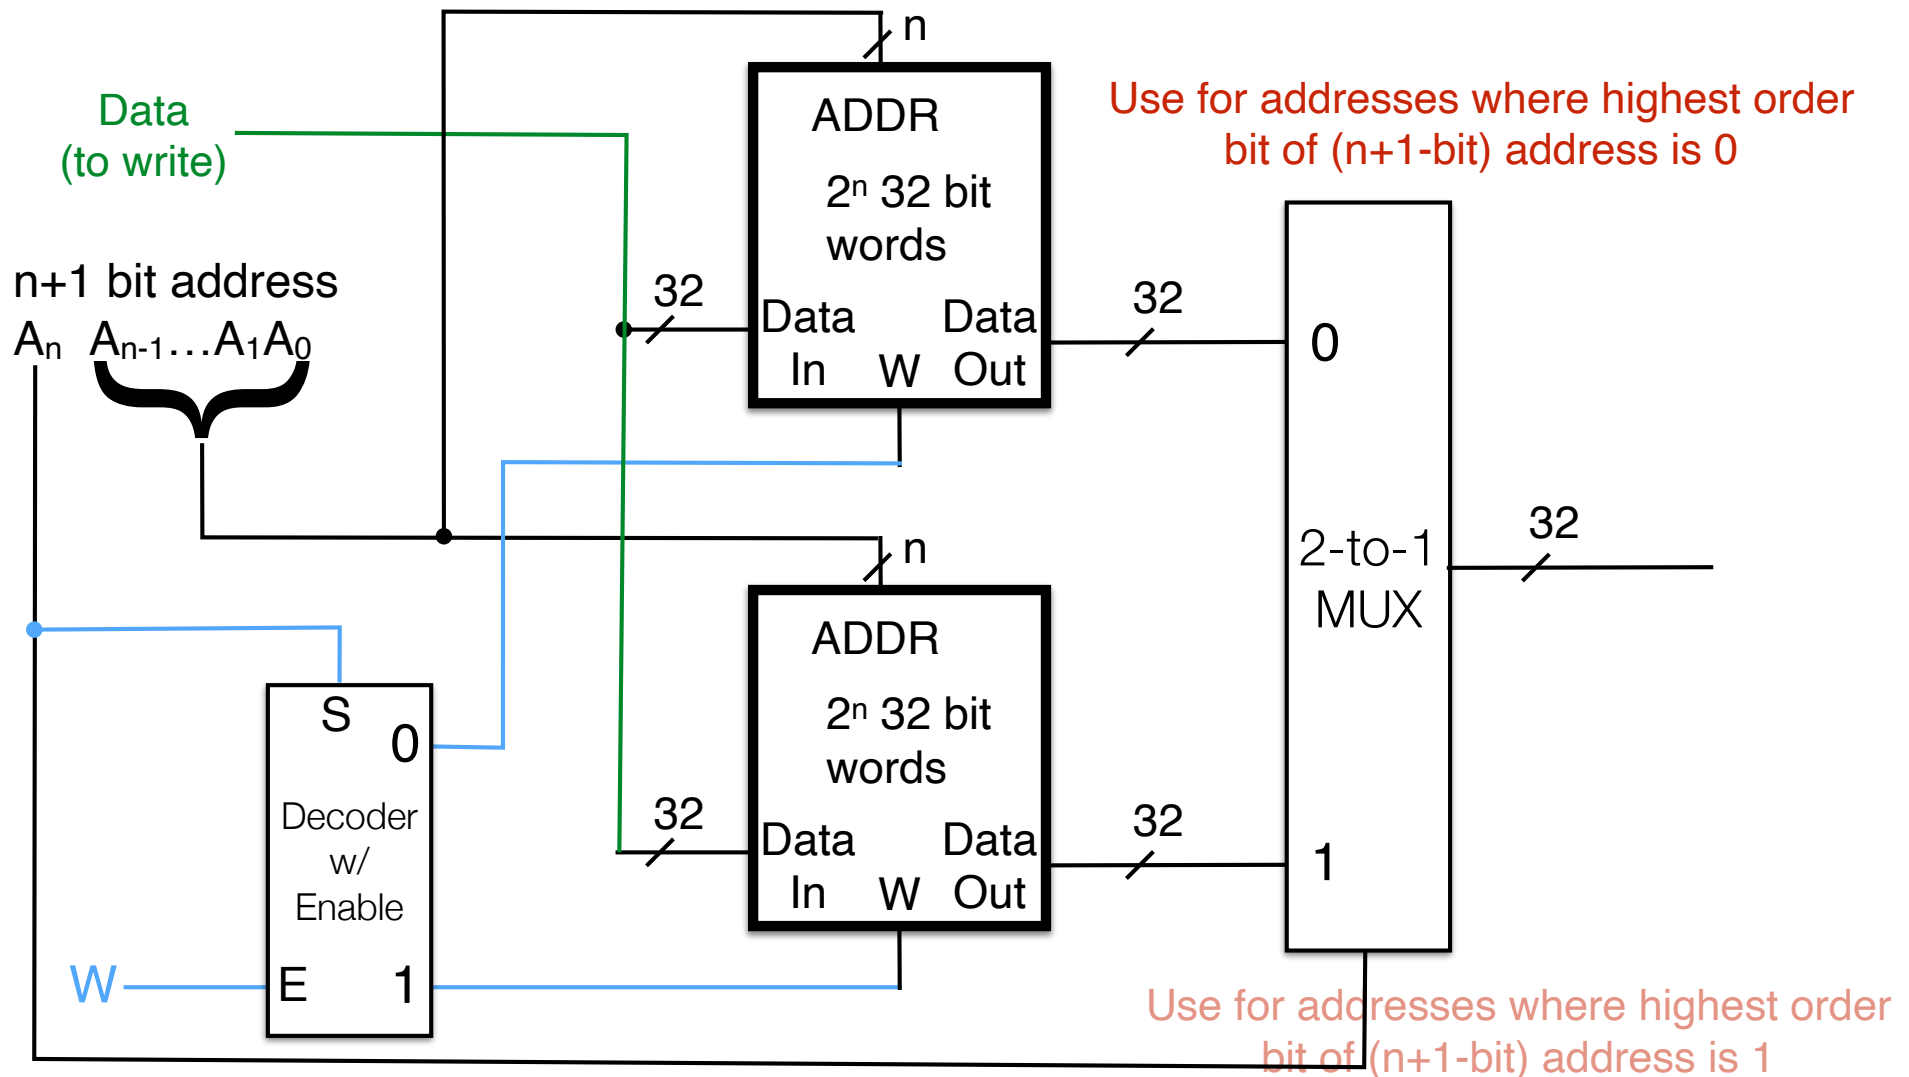 n
Data
(to write)
ADDR
2ⁿ 32 bit
words
Use for addresses where highest order
bit of (n+1-bit) address is 0
n+1 bit address
Aₙ Aₙ₋₁…A₁A₀
32
Data
In
W
Data
Out
32
0
n
32
2-to-1
MUX
ADDR
2ⁿ 32 bit
words
S
0
Decoder
w/
Enable
32
Data
In
W
Data
Out
32
1
W
E
1
Use for addresses where highest order
bit of (n+1-bit) address is 1